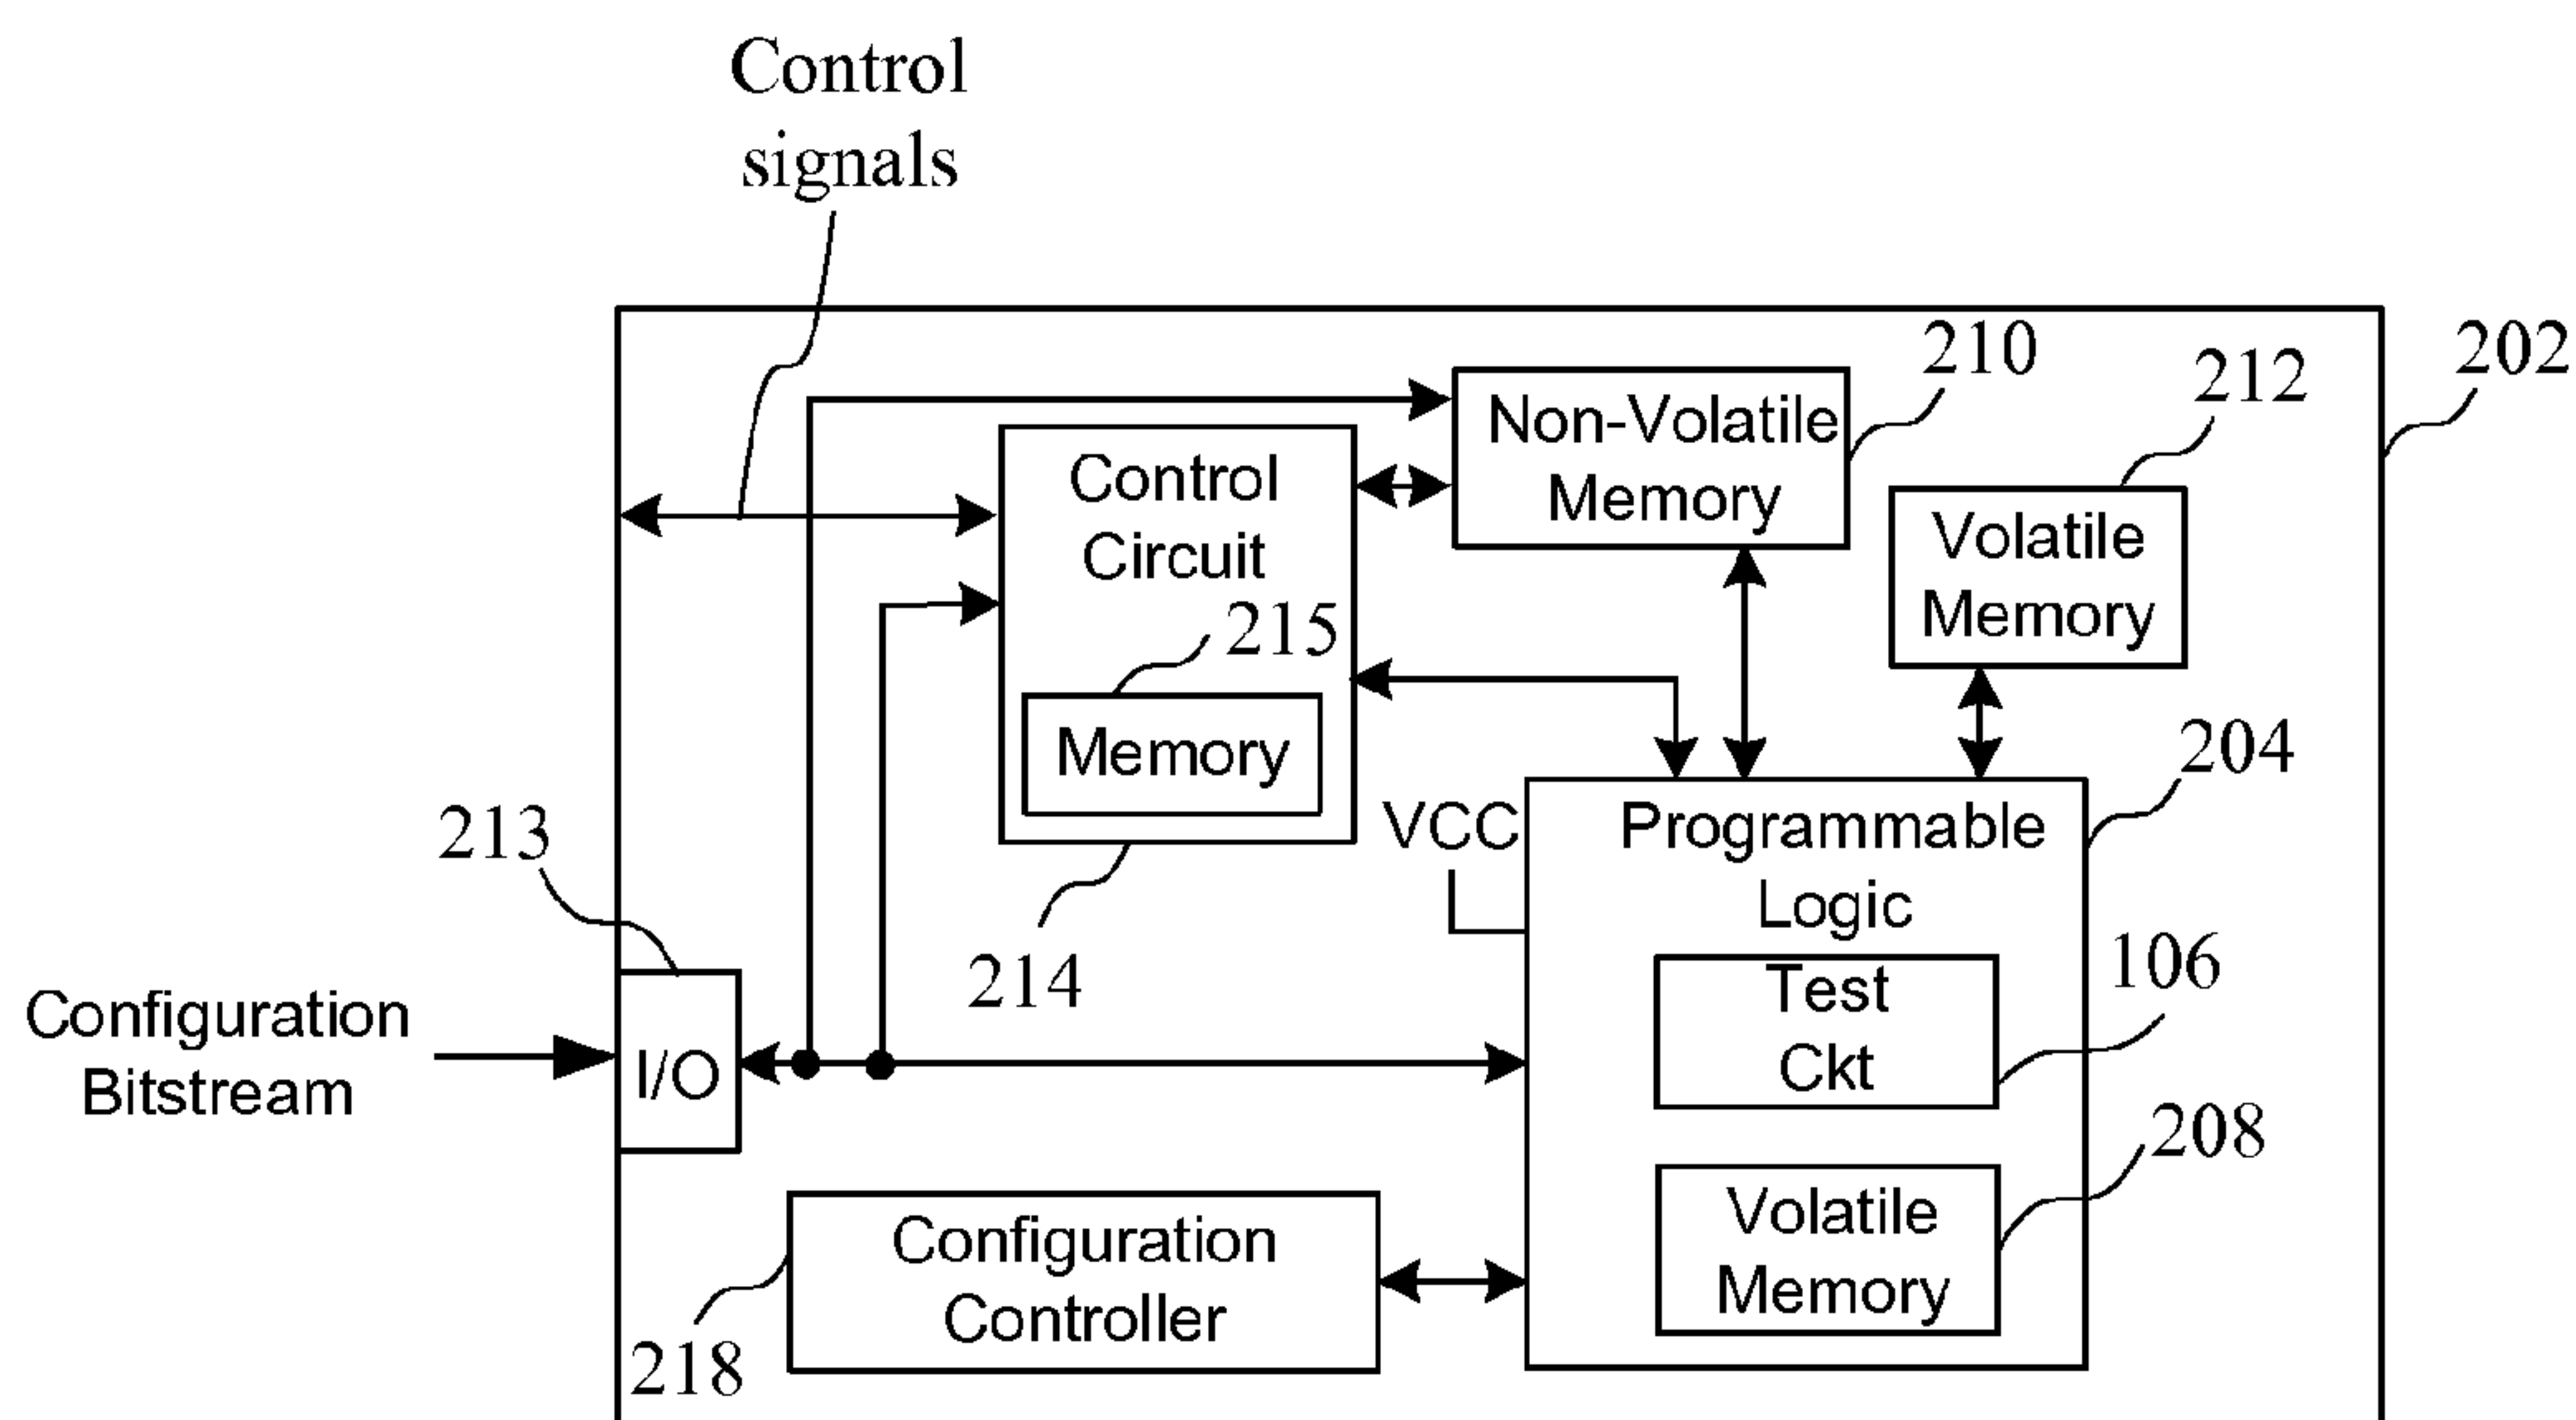 Control
signals
210
202
212
Non-Volatile
Memory
Control
Circuit
Volatile
Memory
215
Memory
204
213
VCC
Programmable
Logic
214
106
Test
Ckt
Configuration
Bitstream
I/O
208
Volatile
Memory
Configuration
Controller
218